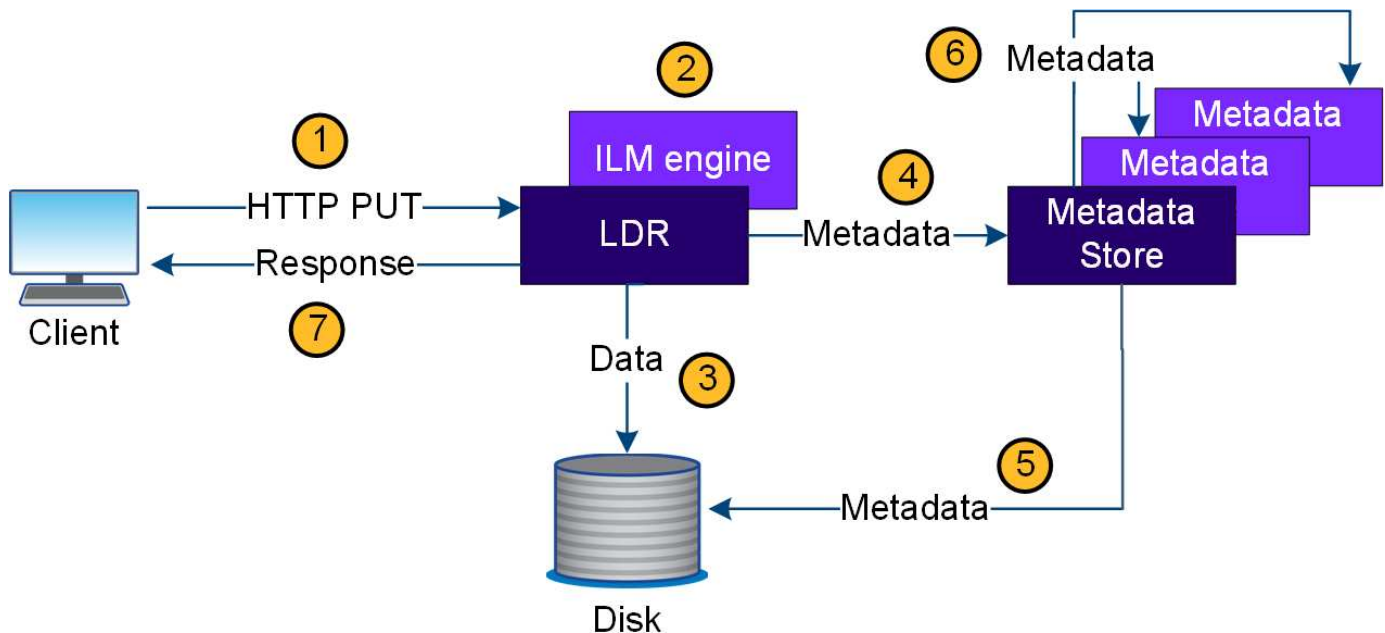 6
Metadata
2
Metadata
1
ILM engine
Metadata
4
HTTP PUT
LDR
Metadata
Metadata
Store
Response
Client
7
Data
3
5
Metadata
Disk